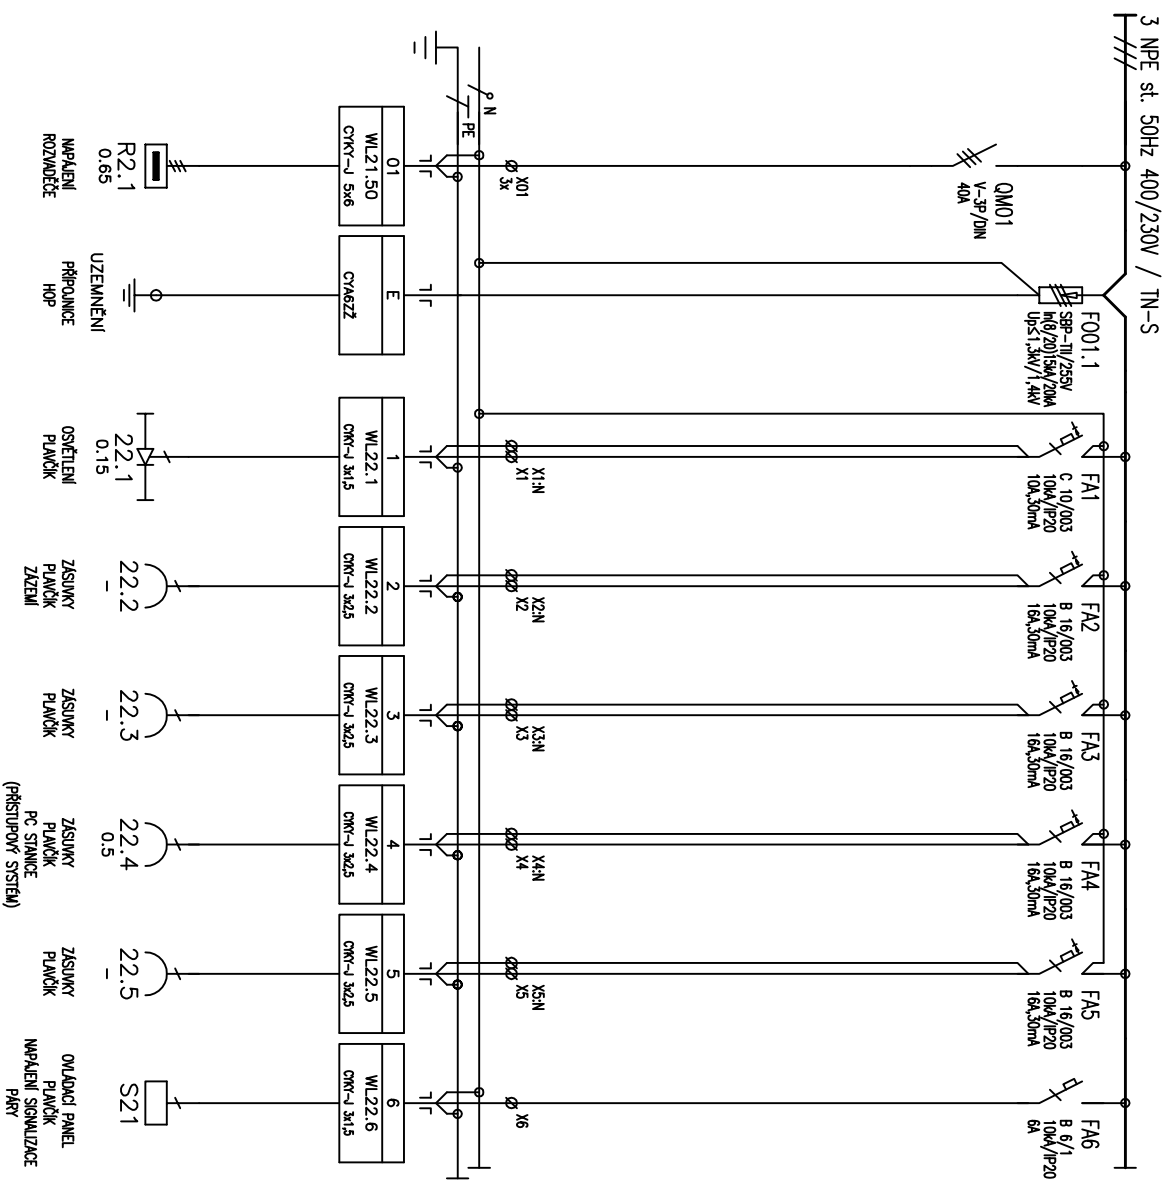 3 NPE st. 50Hz 400/230V / TN-S
QM01
V-3P/DIN
40A
F001.1
SBP-TII/255V
In(8/20)15kA/20kA
Up≤1,3kV/1,4kV
FA1
C 10/003
10kA/IP20
10A,30mA
FA2
B 16/003
10kA/IP20
16A,30mA
FA3
B 16/003
10kA/IP20
16A,30mA
FA4
B 16/003
10kA/IP20
16A,30mA
FA5
B 16/003
10kA/IP20
16A,30mA
FA6
B 6/1
10kA/IP20
6A
X01
3x
X1:N
X1
X2:N
X2
X3:N
X3
X4:N
X4
X5:N
X5
X6
N
PE
01
WL21.50
CYKY-J 5x6
E
CYA6ZŽ
1
WL22.1
CYKY-J 3x1,5
2
WL22.2
CYKY-J 3x2,5
3
WL22.3
CYKY-J 3x2,5
4
WL22.4
CYKY-J 3x2,5
5
WL22.5
CYKY-J 3x2,5
6
WL22.6
CYKY-J 3x1,5
R2.1
0.65
NAPÁJENÍ
ROZVADĚČE
UZEMNĚNÍ
PŘÍPOJNICE
HOP
22.1
0.15
OSVĚTLENÍ
PLAVČÍK
22.2
-
ZÁSUVKY
PLAVČÍK
ZÁZEMÍ
22.3
-
ZÁSUVKY
PLAVČÍK
22.4
0.5
ZÁSUVKY
PLAVČÍK
PC STANICE
(PŘÍSTUPOVÝ SYSTÉM)
22.5
-
ZÁSUVKY
PLAVČÍK
S21
OVLÁDACÍ PANEL
PLAVČÍK
NAPÁJENÍ SIGNALIZACE
PÁRY